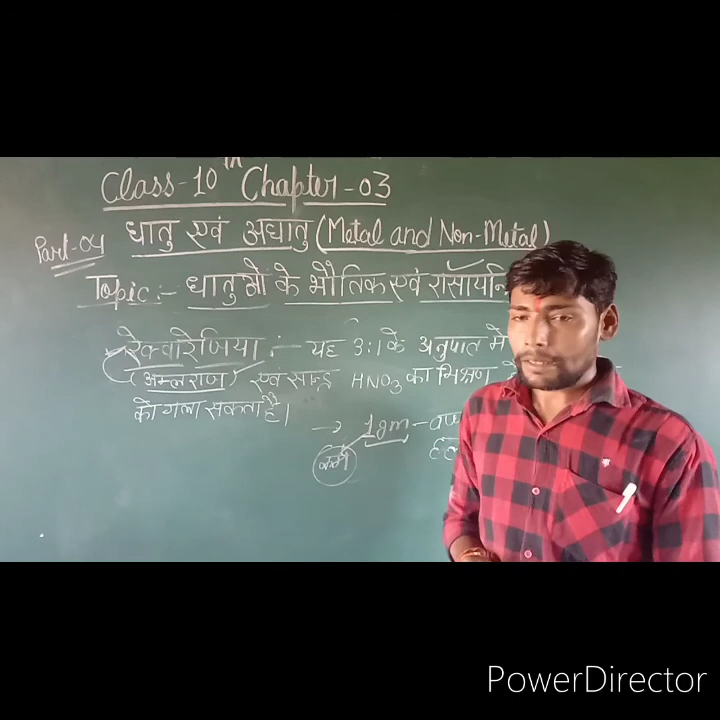 Class-10th Chapter-03
Part-04 धातु एवं अधातु (Metal and Non-Metal)
Topic:- धातुओ के भौतिक एवं रासायनि
ऐक्वारेजिया :- यह 3:1 के अनुपात मे
(अम्लराज) एवं सान्द्र HNO3 का मिश्रण
को गला सकता है।
→ 1gm -
PowerDirector